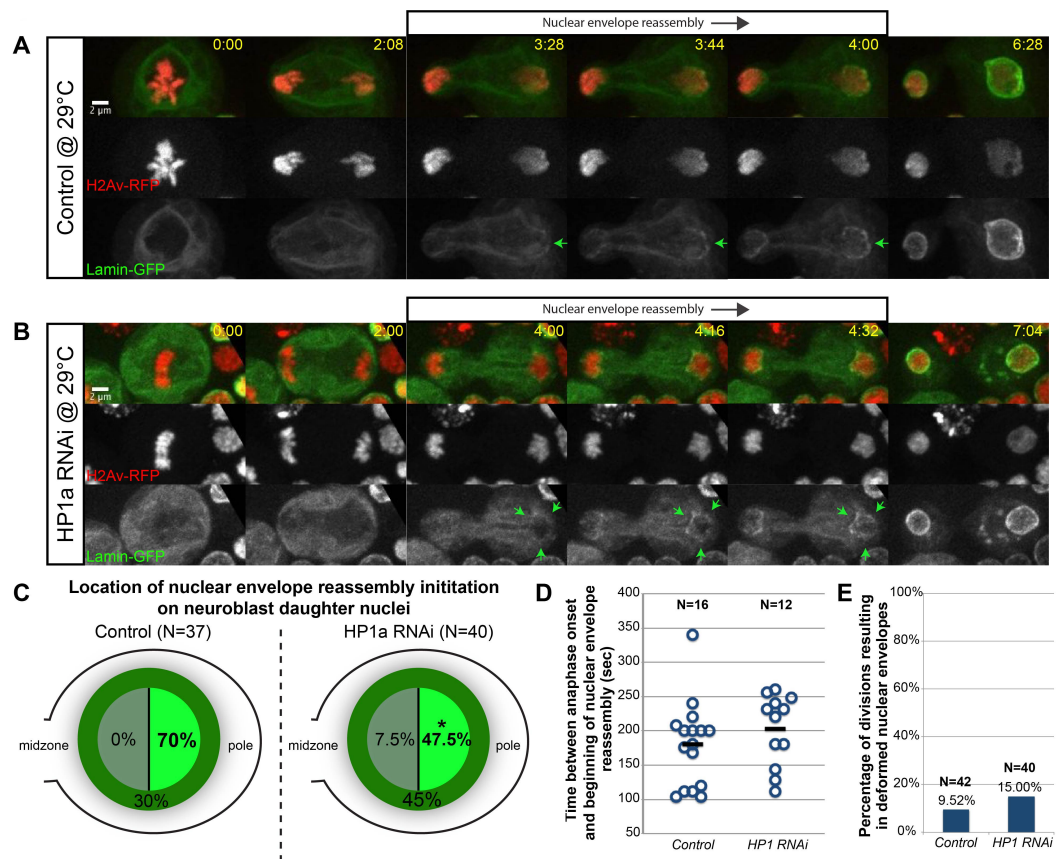 Nuclear envelope reassembly
A
Control @ 29°C
0:00
2:08
3:28
3:44
4:00
6:28
2 µm
H2Av-RFP
Lamin-GFP
Nuclear envelope reassembly
B
HP1a RNAi @ 29°C
0:00
2:00
4:00
4:16
4:32
7:04
2 µm
H2Av-RFP
Lamin-GFP
C
Location of nuclear envelope reassembly inititation
on neuroblast daughter nuclei
Control (N=37)
HP1a RNAi (N=40)
midzone
0%
70%
pole
30%
midzone
7.5%
*
47.5%
pole
45%
D
Time between anaphase onset
and beginning of nuclear envelope
reassembly (sec)
400
350
300
250
200
150
100
50
N=16
N=12
Control
HP1 RNAi
E
Percentage of divisions resulting
in deformed nuclear envelopes
100%
80%
60%
40%
20%
0%
N=42
9.52%
N=40
15.00%
Control
HP1 RNAi